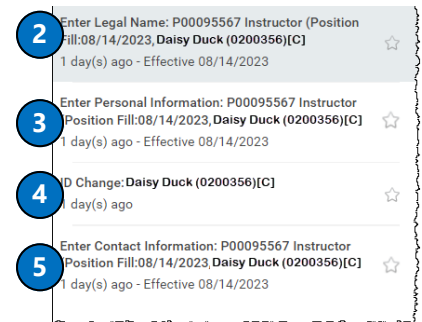 2
Enter Legal Name: P00095567 Instructor (Position
Fill:08/14/2023, Daisy Duck (0200356)[C]
1 day(s) ago - Effective 08/14/2023
3
Enter Personal Information: P00095567 Instructor
(Position Fill:08/14/2023, Daisy Duck (0200356)[C]
1 day(s) ago - Effective 08/14/2023
4
ID Change: Daisy Duck (0200356)[C]
1 day(s) ago
5
Enter Contact Information: P00095567 Instructor
(Position Fill:08/14/2023, Daisy Duck (0200356)[C]
1 day(s) ago - Effective 08/14/2023